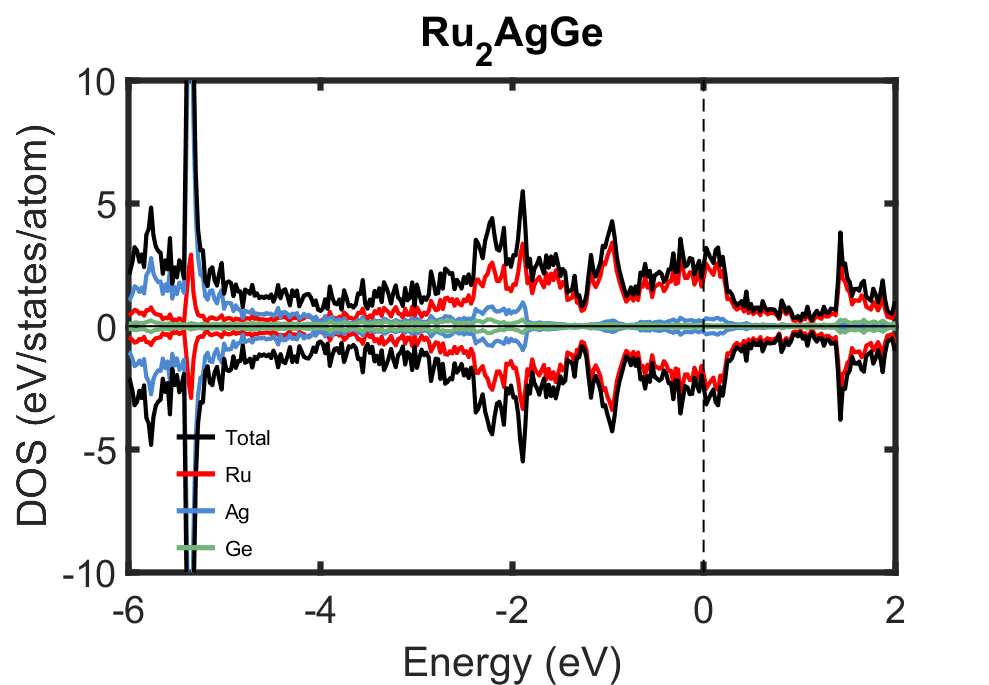 Ru2AgGe
10
5
0
-5
-10
DOS (eV/states/atom)
Total
Ru
Ag
Ge
-6 -4 -2 0 2
Energy (eV)